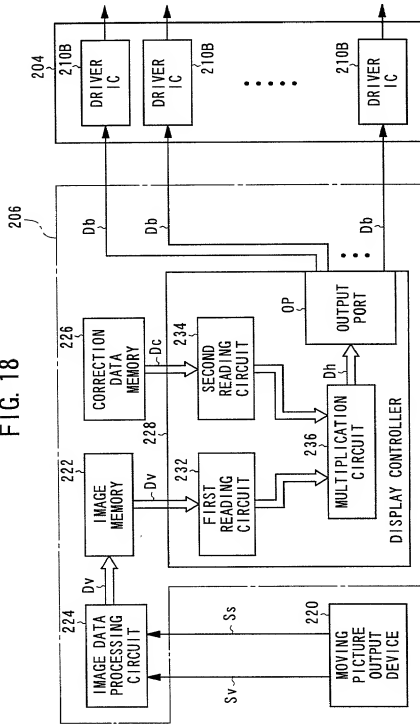 FIG. 18
206
204
224
IMAGE DATA
PROCESSING
CIRCUIT
Dv
222
IMAGE
MEMORY
226
CORRECTION
DATA
MEMORY
Dv
Dc
228
232
FIRST
READING
CIRCUIT
234
SECOND
READING
CIRCUIT
236
MULTIPLICATION
CIRCUIT
Dh
OP
OUTPUT
PORT
DISPLAY CONTROLLER
Sv
Ss
220
MOVING
PICTURE
OUTPUT
DEVICE
Db
Db
Db
210B
DRIVER
IC
210B
DRIVER
IC
210B
DRIVER
IC